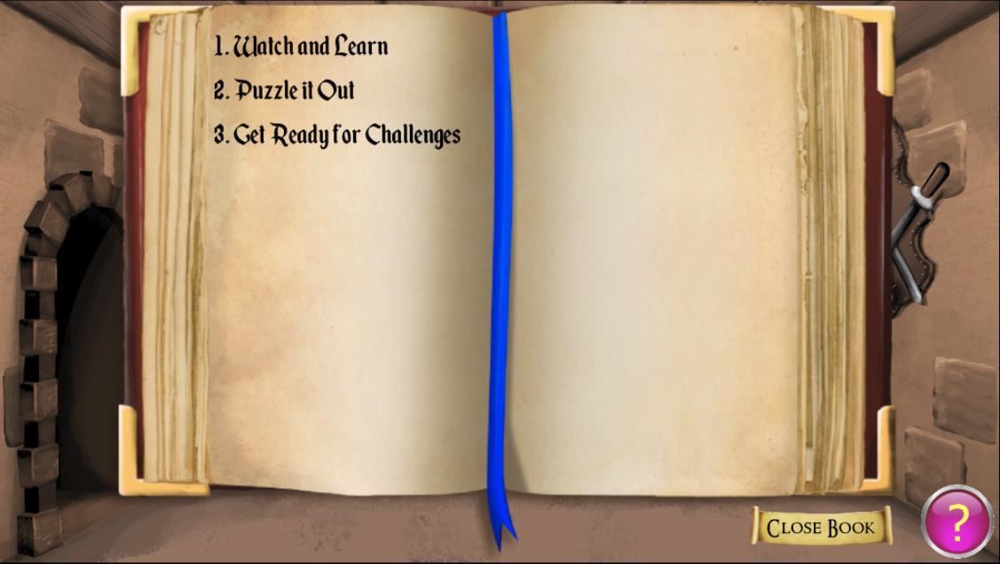 1. Watch and Learn
2. Puzzle it Out
3. Get Ready for Challenges
Close Book
?